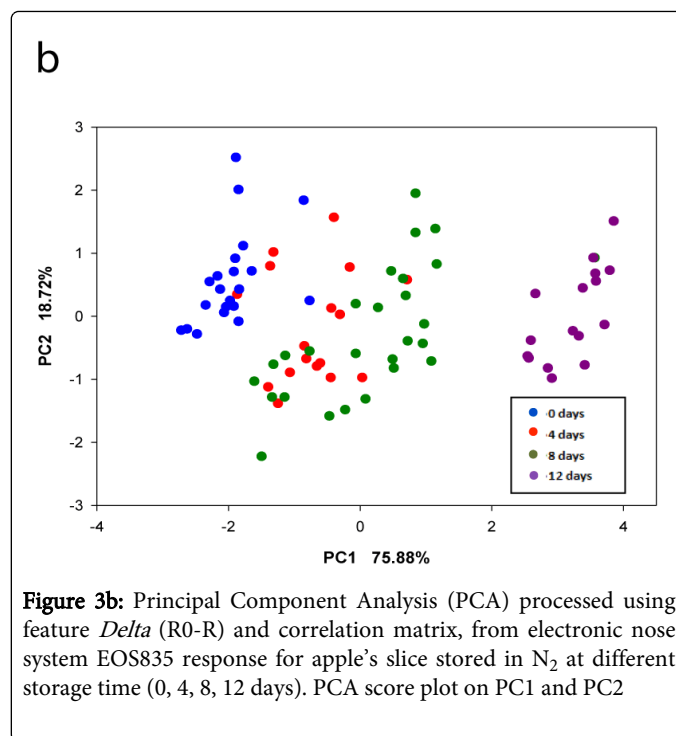 b
3
2
1
0
-1
-2
-3
PC2 18.72%
-4
-2
0
2
4
PC1 75.88%
0 days
4 days
8 days
12 days
Figure 3b: Principal Component Analysis (PCA) processed using
feature Delta (R0-R) and correlation matrix, from electronic nose
system EOS835 response for apple's slice stored in N₂ at different
storage time (0, 4, 8, 12 days). PCA score plot on PC1 and PC2